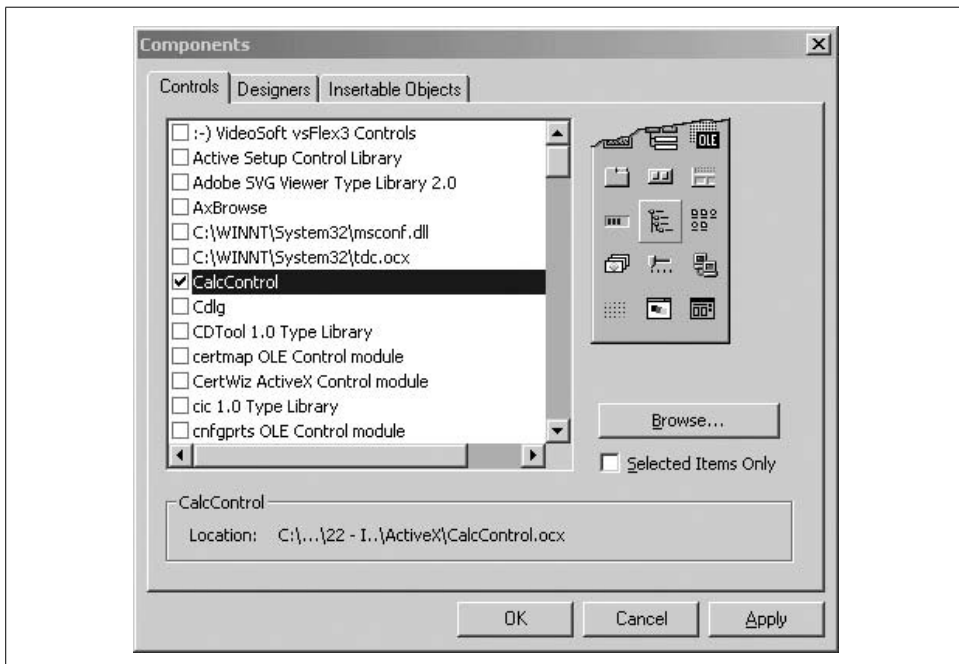 Components
Controls Designers Insertable Objects
:-) VideoSoft vsFlex3 Controls
Active Setup Control Library
Adobe SVG Viewer Type Library 2.0
AxBrowse
C:\WINNT\System32\msconf.dll
C:\WINNT\System32\tdc.ocx
CalcControl
Cdlg
CDTool 1.0 Type Library
certmap OLE Control module
CertWiz ActiveX Control module
cic 1.0 Type Library
cnfgprts OLE Control module
OLE
Browse...
Selected Items Only
CalcControl
Location: C:\...\22 - I..\ActiveX\CalcControl.ocx
OK Cancel Apply